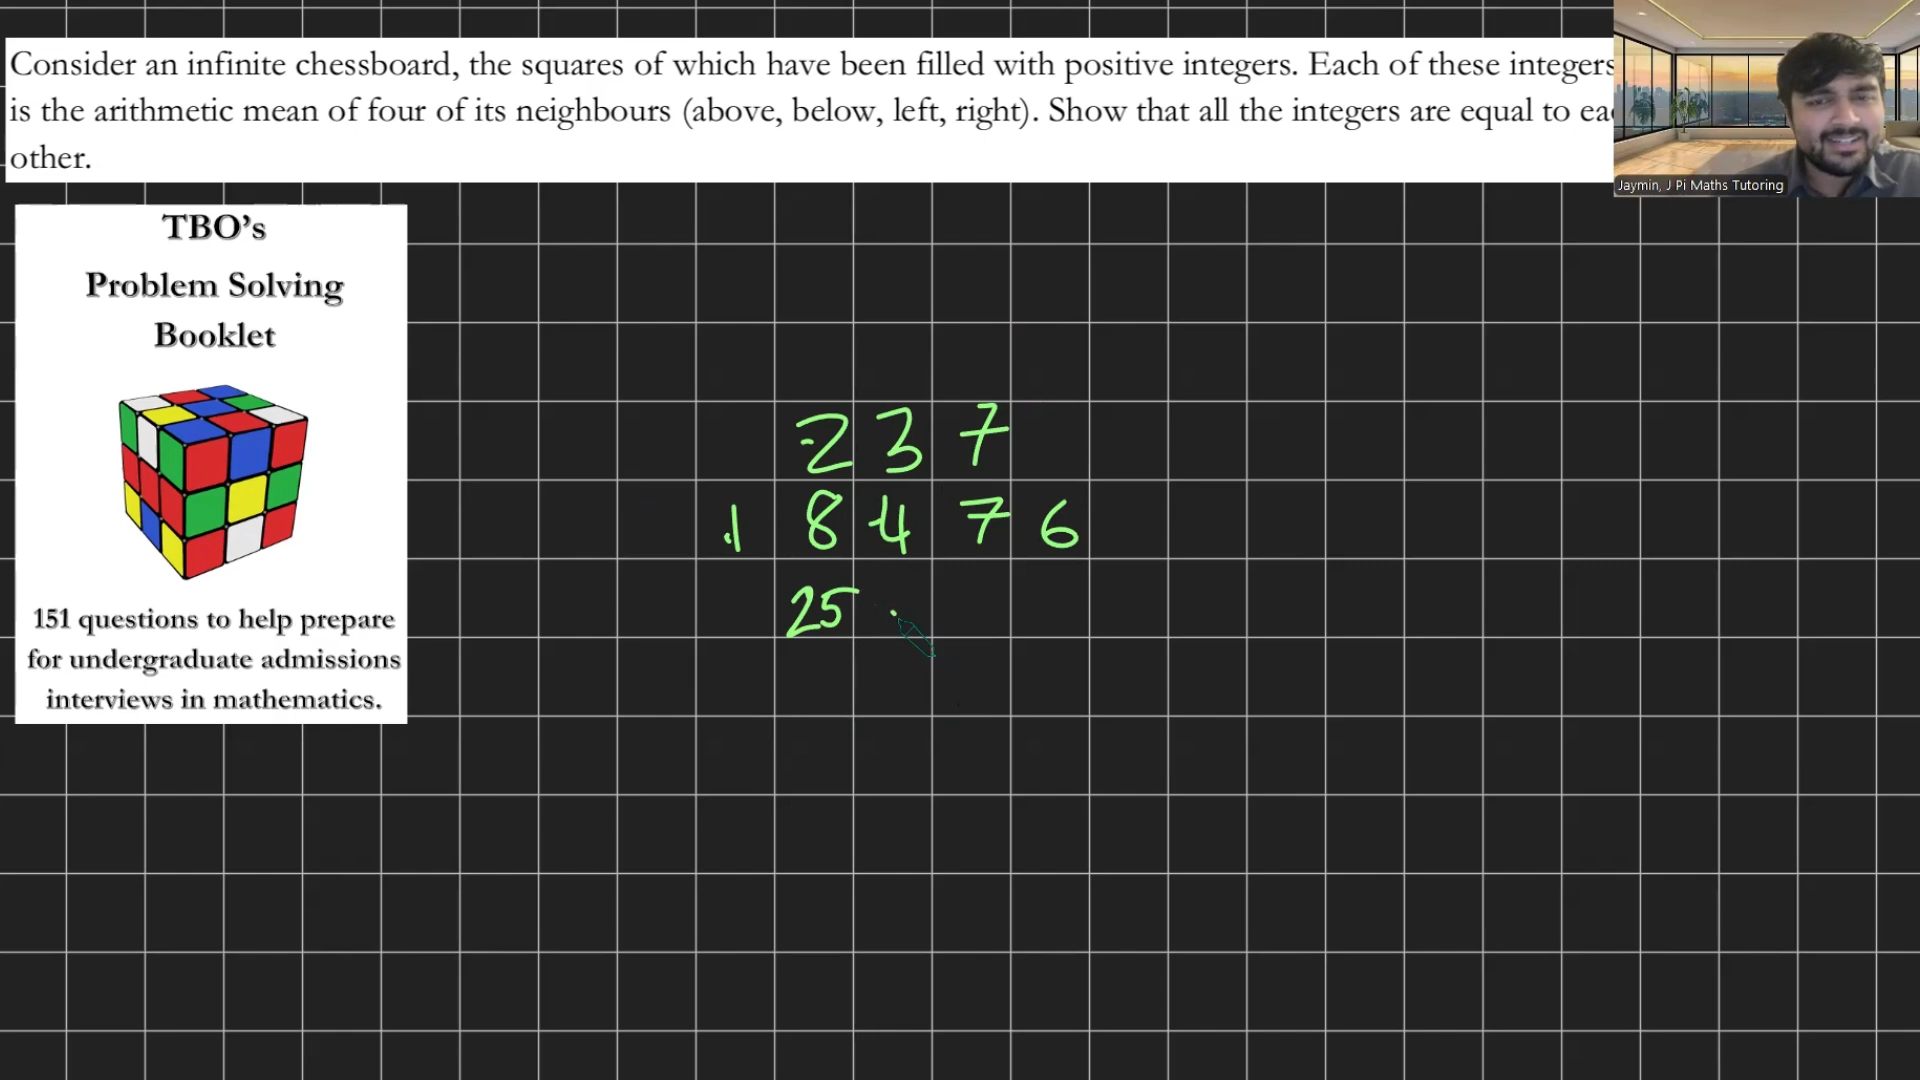 Consider an infinite chessboard, the squares of which have been filled with positive integers. Each of these integers
is the arithmetic mean of four of its neighbours (above, below, left, right). Show that all the integers are equal to
other.
Jaymin, J Pi Maths Tutoring
TBO's
Problem Solving
Booklet
151 questions to help prepare
for undergraduate admissions
interviews in mathematics.
2 3 7
1 8 4 7 6
25